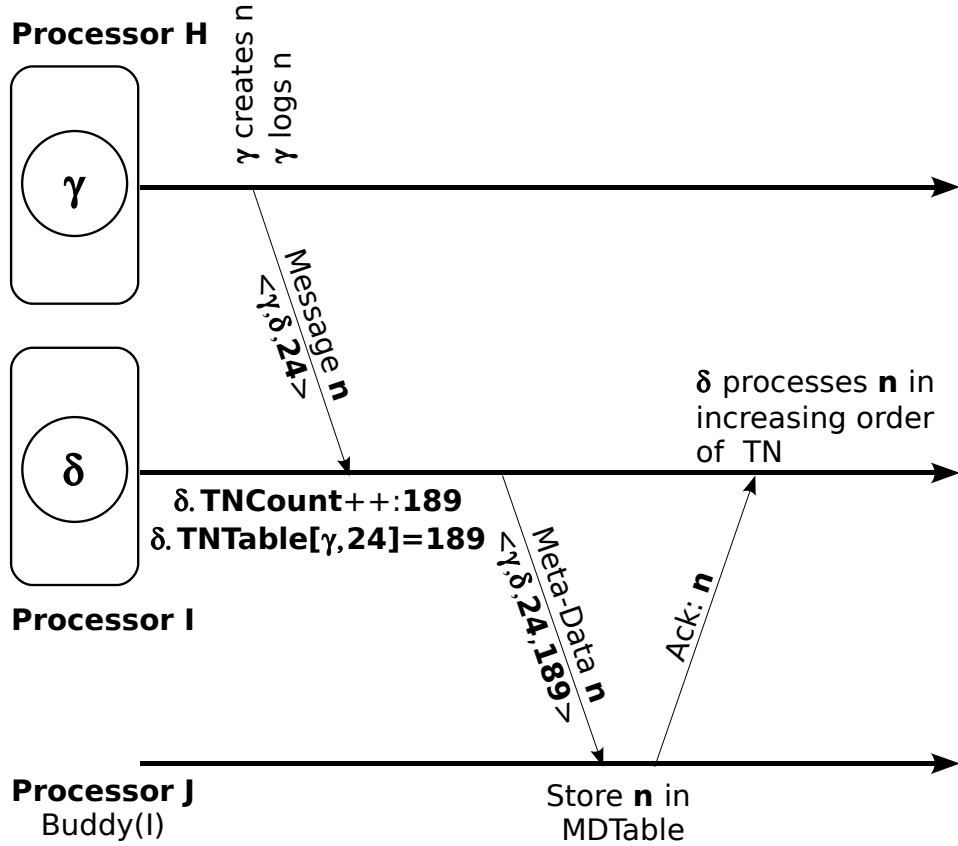 Processor H
γ creates n
γ logs n
γ
Message n
<γ,δ,24>
δ processes n in
increasing order
of TN
δ
δ. TNCount++:189
δ. TNTable[γ,24]=189
Meta-Data n
<γ,δ,24,189>
Ack: n
Processor I
Processor J
Buddy(I)
Store n in
MDTable